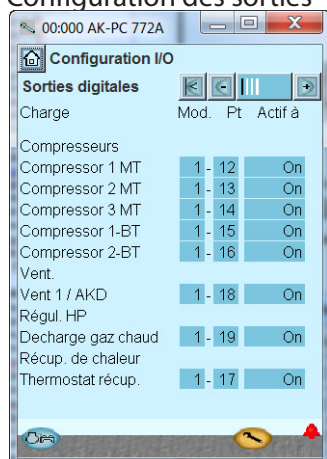 Configuration des sorties
00:000 AK-PC 772A
Configuration I/O
Sorties digitales
Charge Mod. Pt Actif à
Compresseurs
Compressor 1 MT 1 - 12 On
Compressor 2 MT 1 - 13 On
Compressor 3 MT 1 - 14 On
Compressor 1-BT 1 - 15 On
Compressor 2-BT 1 - 16 On
Vent.
Vent 1 / AKD 1 - 18 On
Régul. HP
Decharge gaz chaud 1 - 19 On
Récup. de chaleur
Thermostat récup. 1 - 17 On